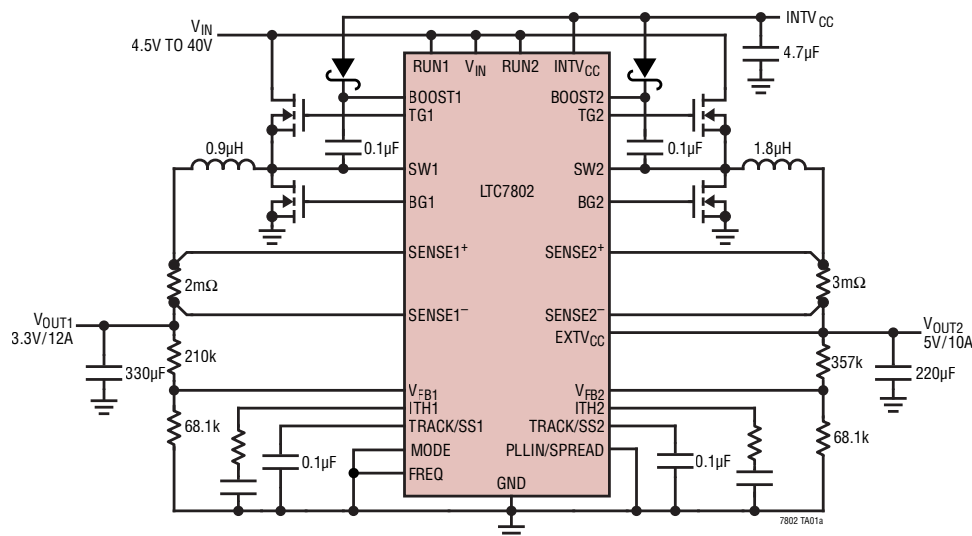 INTVCC
VIN
4.5V TO 40V
4.7µF
RUN1 VIN RUN2 INTVCC
BOOST1 BOOST2
TG1 TG2
0.1µF 0.1µF
0.9µH 1.8µH
SW1 SW2
LTC7802
BG1 BG2
SENSE1+ SENSE2+
2mΩ 3mΩ
SENSE1– SENSE2–
VOUT1
3.3V/12A
EXTVCC
VOUT2
5V/10A
210k 357k
330µF 220µF
VFB1 VFB2
ITH1 ITH2
68.1k 68.1k
TRACK/SS1 TRACK/SS2
MODE PLLIN/SPREAD
0.1µF 0.1µF
FREQ
GND
7802 TA01a